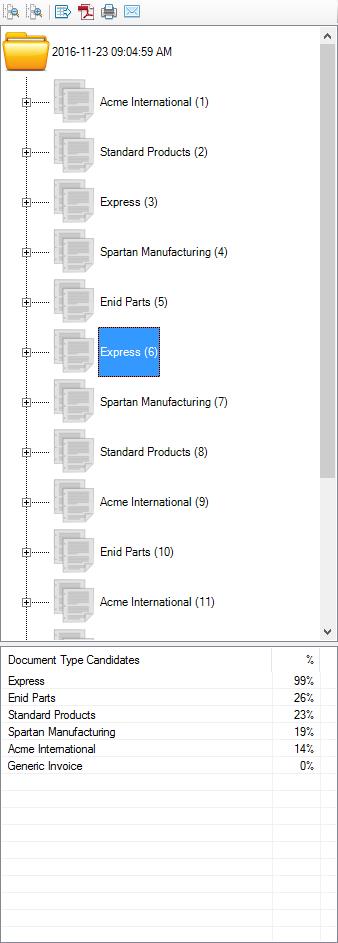 2016-11-23 09:04:59 AM
Acme International (1)
Standard Products (2)
Express (3)
Spartan Manufacturing (4)
Enid Parts (5)
Express (6)
Spartan Manufacturing (7)
Standard Products (8)
Acme International (9)
Enid Parts (10)
Acme International (11)
Document Type Candidates %
Express 99%
Enid Parts 26%
Standard Products 23%
Spartan Manufacturing 19%
Acme International 14%
Generic Invoice 0%